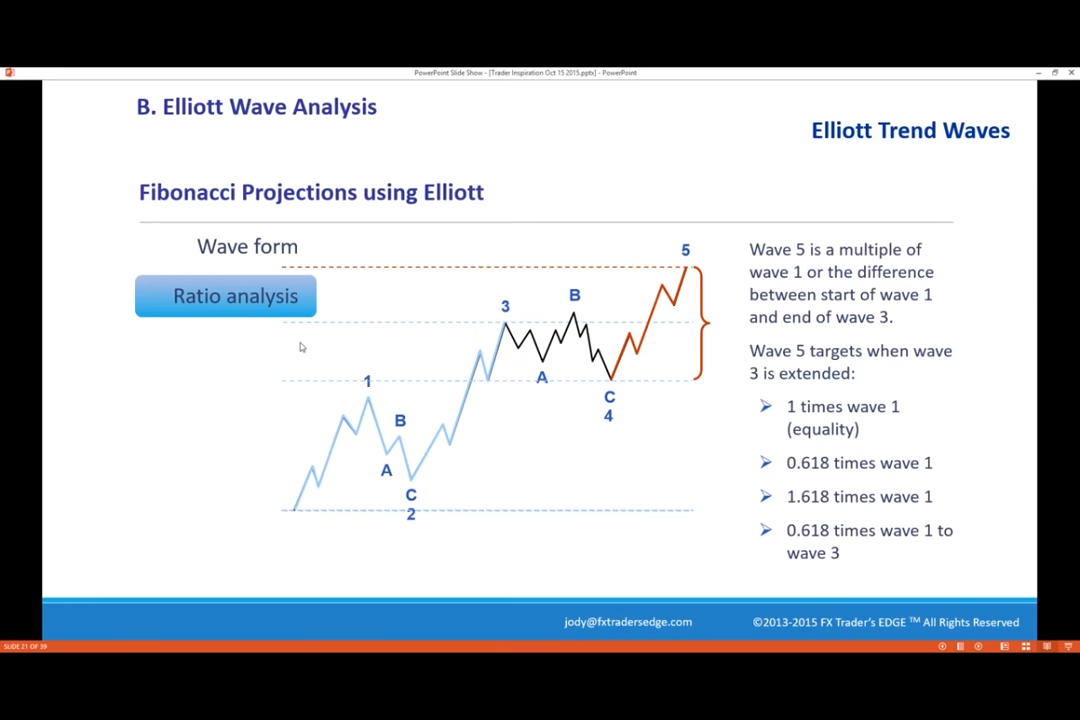 PowerPoint Slide Show - [Trader Inspiration Oct 15 2015.pptx] - PowerPoint
B. Elliott Wave Analysis
Elliott Trend Waves
Fibonacci Projections using Elliott
Wave form
Ratio analysis
1
A
B
C
2
3
A
B
C
4
5
Wave 5 is a multiple of
wave 1 or the difference
between start of wave 1
and end of wave 3.
Wave 5 targets when wave
3 is extended:
1 times wave 1
(equality)
0.618 times wave 1
1.618 times wave 1
0.618 times wave 1 to
wave 3
jody@fxtradersedge.com
©2013-2015 FX Trader's EDGE ™ All Rights Reserved
SLIDE 21 OF 39